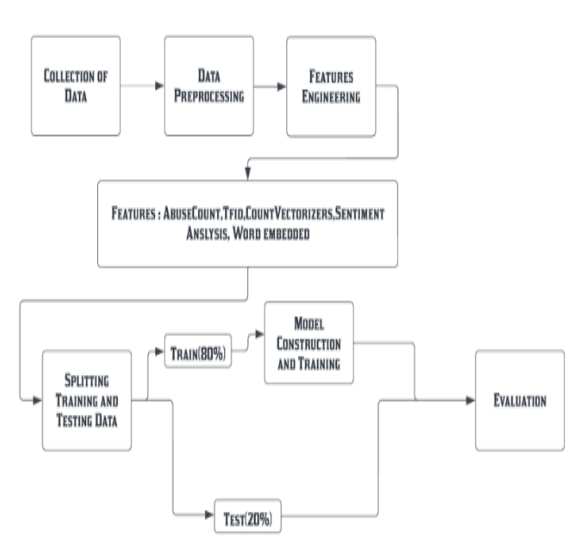 COLLECTION OF
DATA
DATA
PREPROCESSING
FEATURES
ENGINEERING
FEATURES : ABUSECOUNT,TFID,COUNTVECTORIZERS,SENTIMENT
ANSLYSIS, WORD EMBEDDED
SPLITTING
TRAINING AND
TESTING DATA
TRAIN(80%)
MODEL
CONSTRUCTION
AND TRAINING
TEST(20%)
EVALUATION